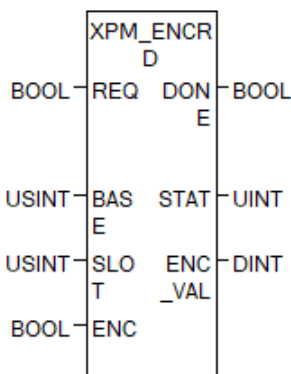 XPM_ENCR
D
BOOL REQ DON BOOL
E
USINT BAS STAT UINT
E
USINT SLO ENC DINT
T _VAL
BOOL ENC